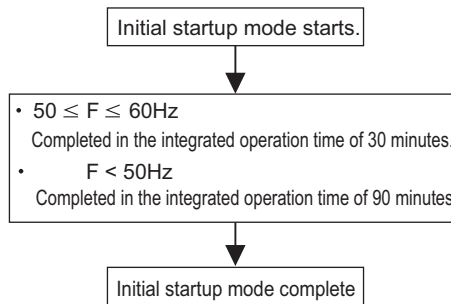 Initial startup mode starts.
・ 50 ≤ F ≤ 60Hz
Completed in the integrated operation time of 30 minutes.
・ F < 50Hz
Completed in the integrated operation time of 90 minutes
Initial startup mode complete